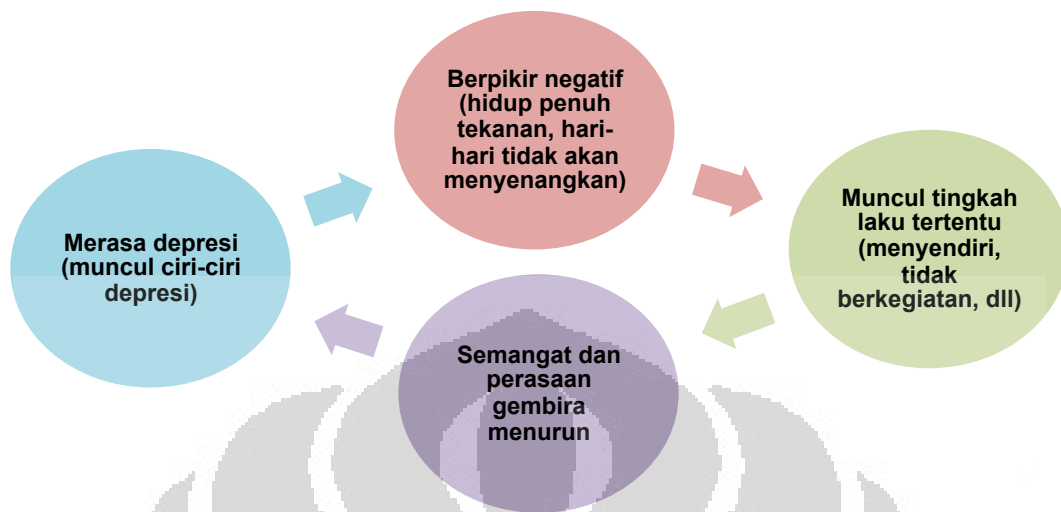 Berpikir negatif
(hidup penuh
tekanan, hari-
hari tidak akan
menyenangkan)
Muncul tingkah
laku tertentu
(menyendiri,
tidak
berkegiatan, dll)
Semangat dan
perasaan
gembira
menurun
Merasa depresi
(muncul ciri-ciri
depresi)